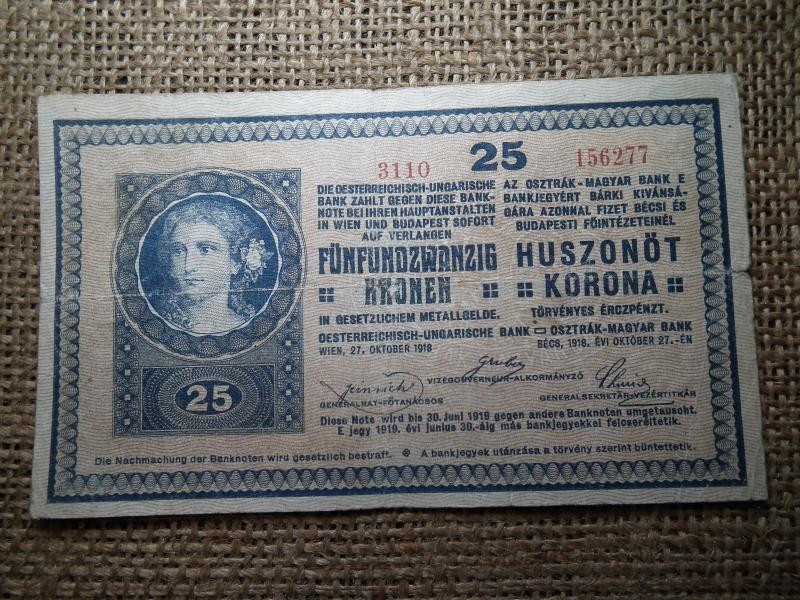 3110 25 156277
DIE OESTERREICHISCH-UNGARISCHE
BANK ZAHLT GEGEN DIESE BANK-
NOTE BEI IHREN HAUPTANSTALTEN
IN WIEN UND BUDAPEST SOFORT
AUF VERLANGEN
FÜNFUNDZWANZIG
KRONEN
IN GESETZLICHEM METALLGELDE.
OESTERREICHISCH-UNGARISCHE BANK
WIEN, 27. OKTOBER 1918
AZ OSZTRÁK-MAGYAR BANK E
BANKJEGYÉRT BÁRKI KIVÁNSÁ-
GÁRA AZONNAL FIZET BÉCSI ÉS
BUDAPESTI FŐINTÉZETEINÉL
HUSZONÖT
KORONA
TÖRVÉNYES ÉRCZPÉNZT.
OSZTRÁK-MAGYAR BANK
BÉCS, 1918. ÉVI OKTÓBER 27.-ÉN
Gruber
VIZEGOUVERNEUR-ALKORMÁNYZÓ
GENERALRAT-FŐTANÁCSOS
GENERALSEKRETÄR-VEZÉRTITKÁR
25
Diese Note wird bis 30. Juni 1919 gegen andere Banknoten umgetauscht.
E jegy 1919. évi junius 30.-áig más bankjegyekkel felcseréltetik.
Die Nachmachung der Banknoten wird gesetzlich bestraft. A bankjegyek utánzása a törvény szerint büntettetik.